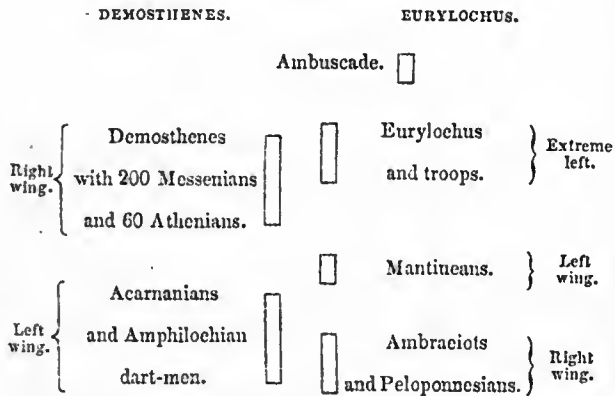 DEMOSTHENES. EURYLOCHUS.
Ambuscade.
Right wing.
Demosthenes
with 200 Messenians
and 60 Athenians.
Eurylochus
and troops.
Extreme left.
Mantineans.
Left wing.
Left wing.
Acarnanians
and Amphilochian
dart-men.
Ambraciots
and Peloponnesians.
Right wing.